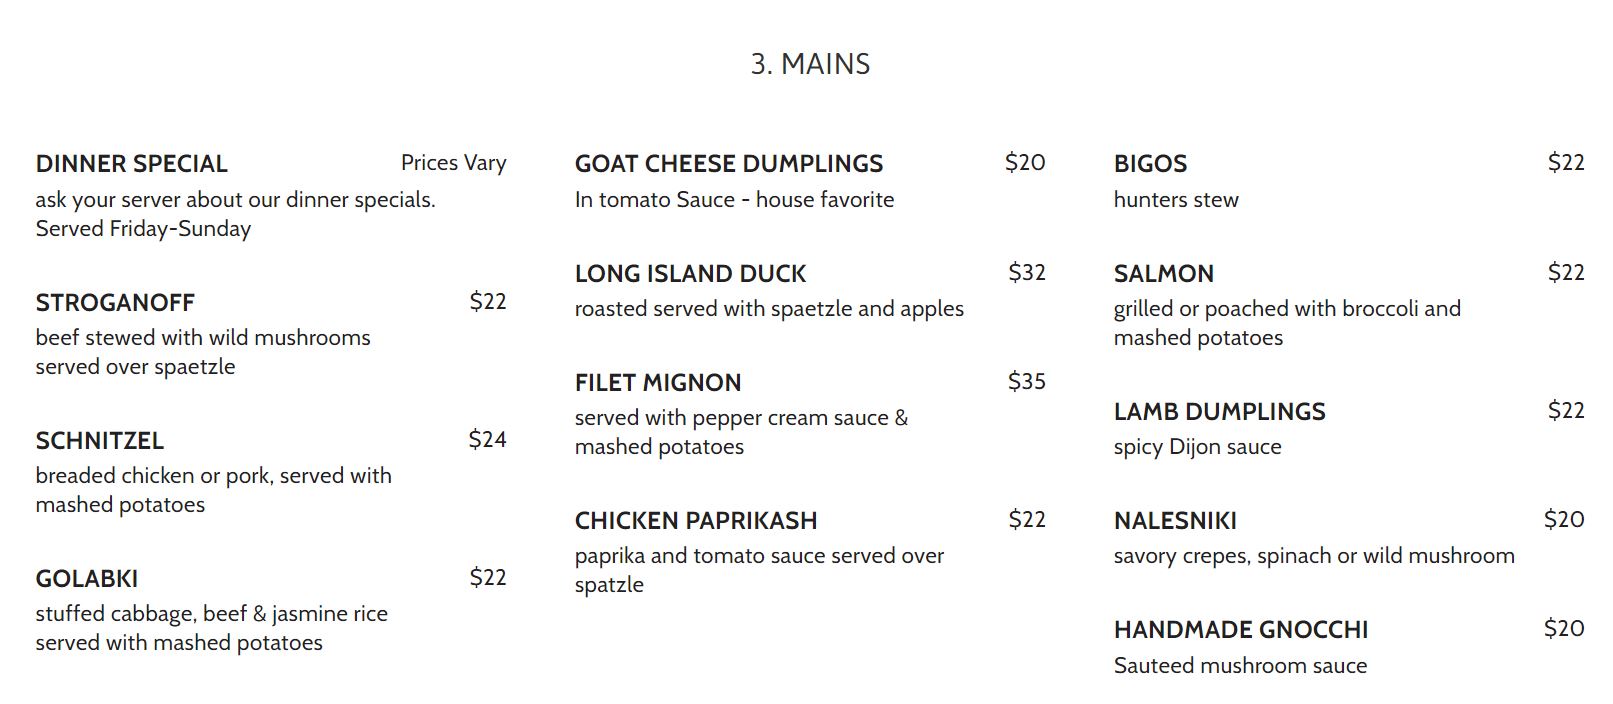 3. MAINS
DINNER SPECIAL Prices Vary
ask your server about our dinner specials.
Served Friday-Sunday
STROGANOFF $22
beef stewed with wild mushrooms
served over spaetzle
SCHNITZEL $24
breaded chicken or pork, served with
mashed potatoes
GOLABKI $22
stuffed cabbage, beef & jasmine rice
served with mashed potatoes
GOAT CHEESE DUMPLINGS $20
In tomato Sauce - house favorite
LONG ISLAND DUCK $32
roasted served with spaetzle and apples
FILET MIGNON $35
served with pepper cream sauce &
mashed potatoes
CHICKEN PAPRIKASH $22
paprika and tomato sauce served over
spatzle
BIGOS $22
hunters stew
SALMON $22
grilled or poached with broccoli and
mashed potatoes
LAMB DUMPLINGS $22
spicy Dijon sauce
NALESNIKI $20
savory crepes, spinach or wild mushroom
HANDMADE GNOCCHI $20
Sauteed mushroom sauce